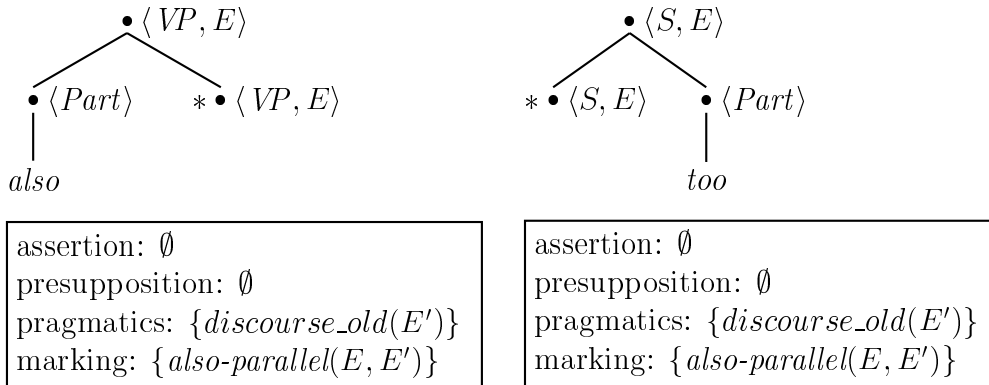 • ⟨VP, E⟩
• ⟨Part⟩ * • ⟨VP, E⟩
also
assertion: ∅
presupposition: ∅
pragmatics: {discourse_old(E′)}
marking: {also-parallel(E, E′)}
• ⟨S, E⟩
* • ⟨S, E⟩ • ⟨Part⟩
too
assertion: ∅
presupposition: ∅
pragmatics: {discourse_old(E′)}
marking: {also-parallel(E, E′)}